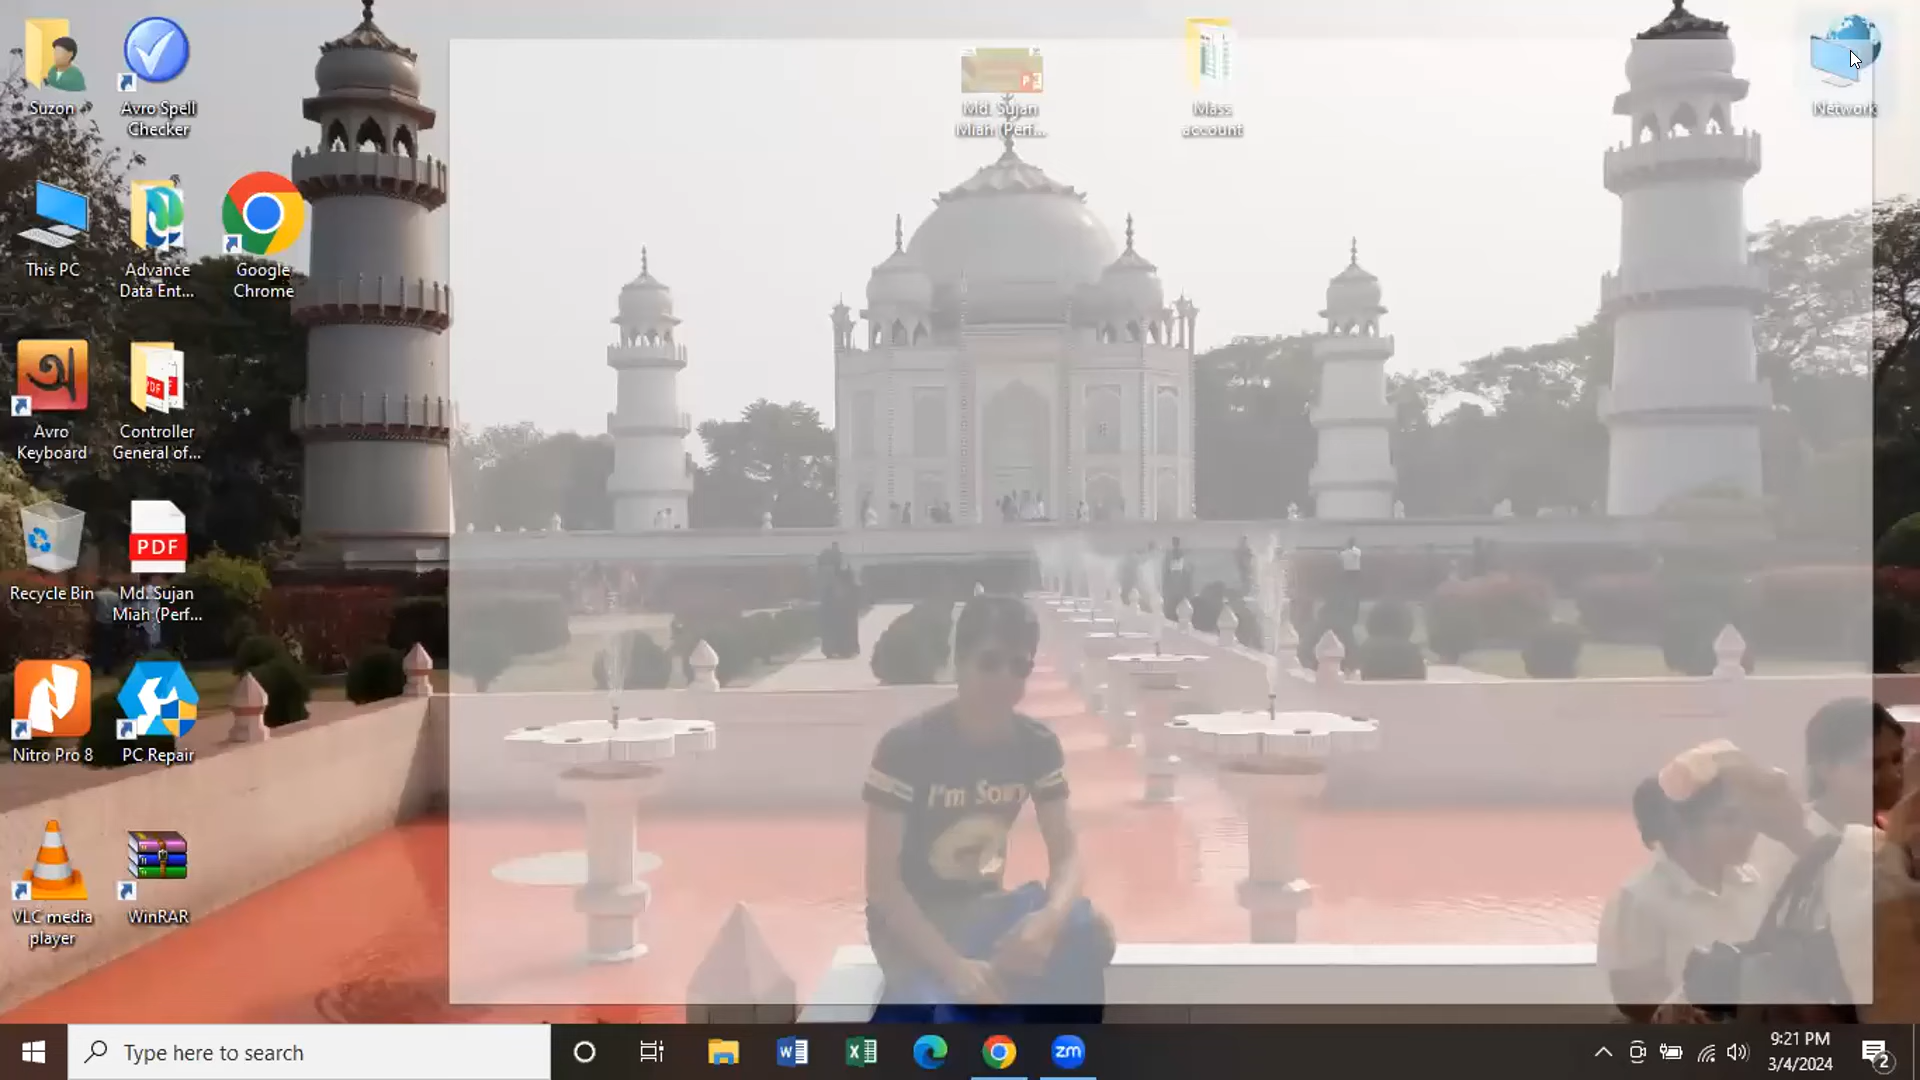 Suzon
Avro Spell
Checker
This PC
Advance
Data Ent...
Google
Chrome
অ
Avro
Keyboard
PDF
Controller
General of...
Recycle Bin
PDF
Md. Sujan
Miah (Perf...
Nitro Pro 8
PC Repair
VLC media
player
WinRAR
Md. Sujan
Miah (Perf...
Mass
account
Network
I'm Sorry
Type here to search
zm
9:21 PM
3/4/2024
2